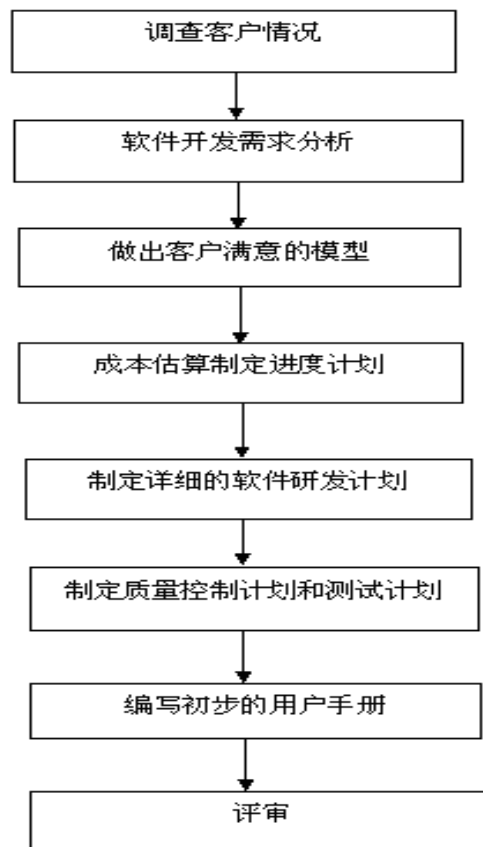 调查客户情况
软件开发需求分析
做出客户满意的模型
成本估算制定进度计划
制定详细的软件研发计划
制定质量控制计划和测试计划
编写初步的用户手册
评审